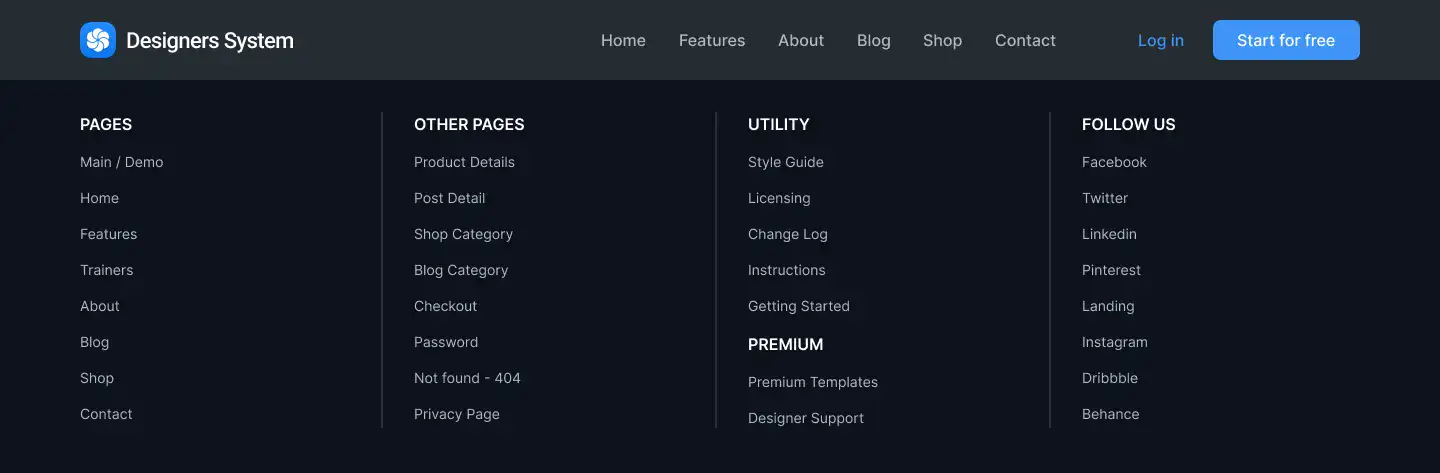 Designers System
Home Features About Blog Shop Contact Log in Start for free
PAGES
Main / Demo
Home
Features
Trainers
About
Blog
Shop
Contact
OTHER PAGES
Product Details
Post Detail
Shop Category
Blog Category
Checkout
Password
Not found - 404
Privacy Page
UTILITY
Style Guide
Licensing
Change Log
Instructions
Getting Started
PREMIUM
Premium Templates
Designer Support
FOLLOW US
Facebook
Twitter
Linkedin
Pinterest
Landing
Instagram
Dribbble
Behance